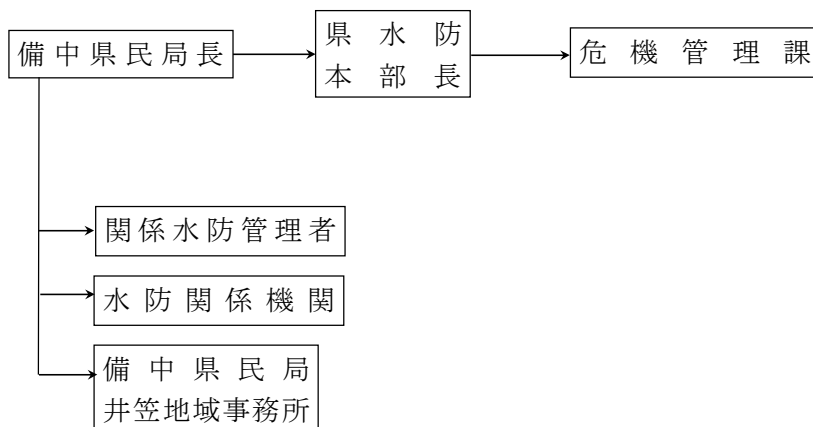 備中県民局長
県水防
本部長
危機管理課
関係水防管理者
水防関係機関
備中県民局
井笠地域事務所